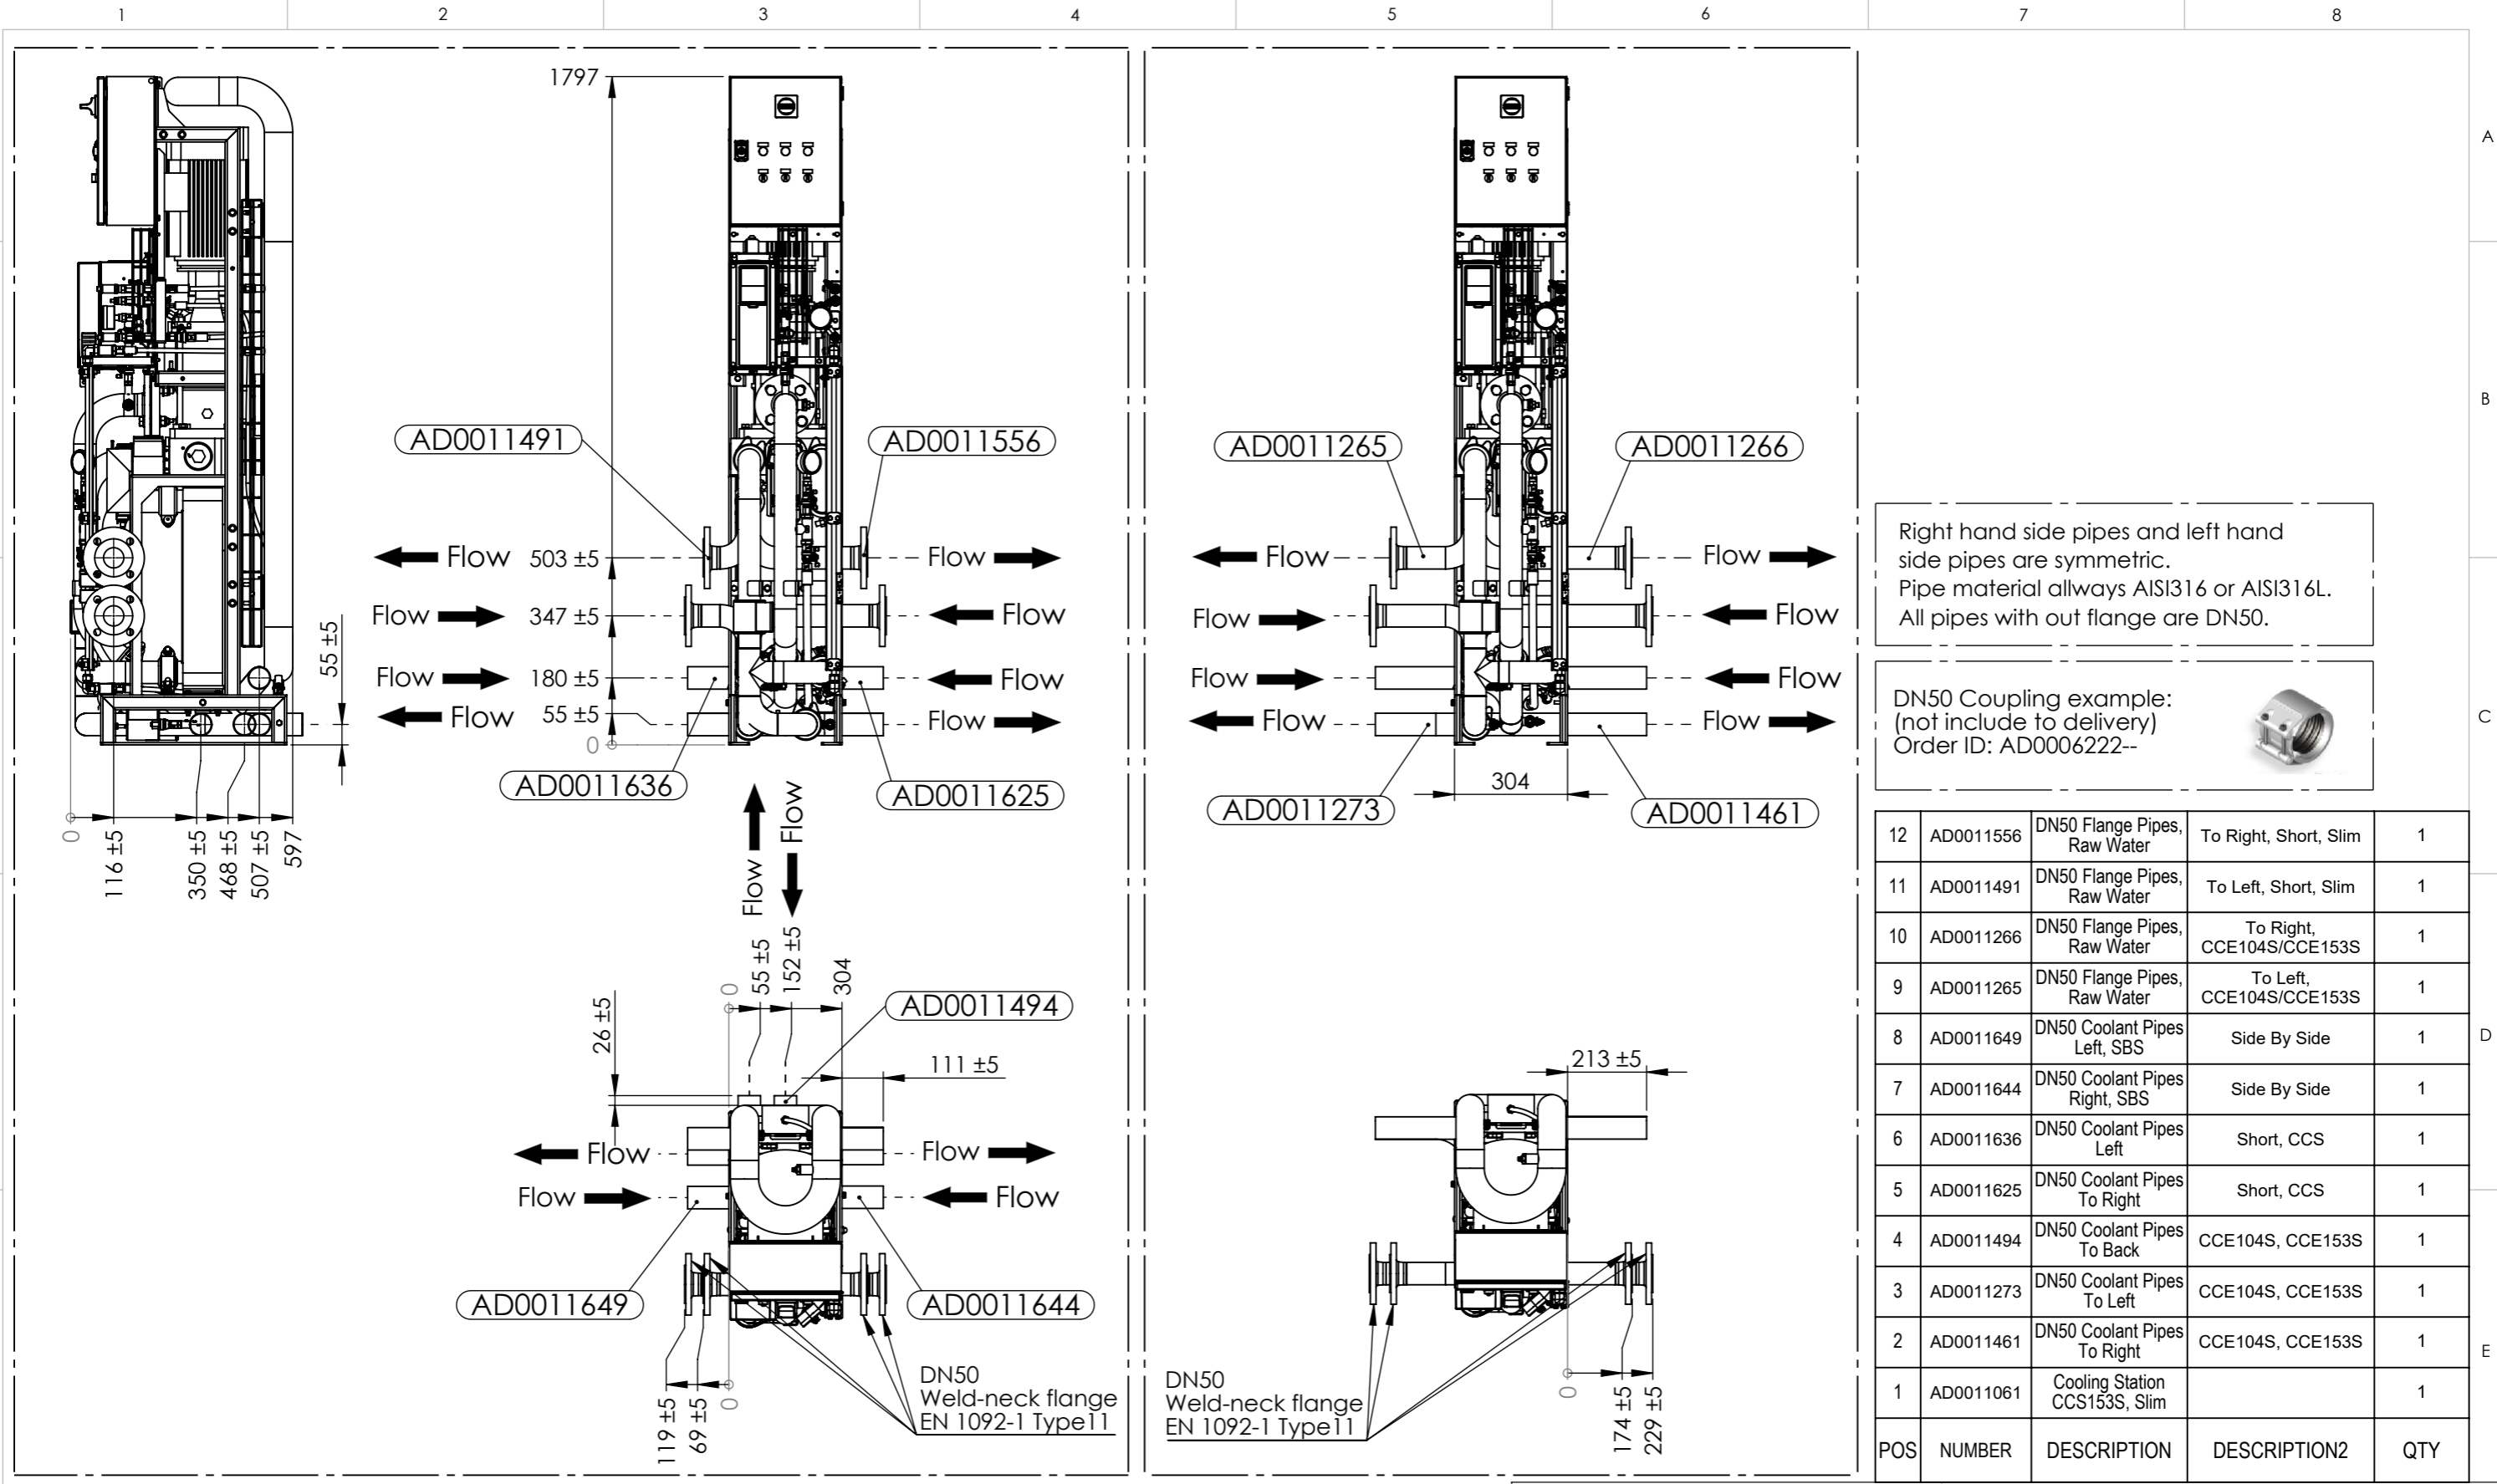 1 2 3 4 5 6 7 8
A
B
C
D
E
1797
AD0011491
AD0011556
Flow 503 ±5 Flow
Flow 347 ±5 Flow
Flow 180 ±5 Flow
Flow 55 ±5 Flow
0
AD0011636
AD0011625
55 ±5
0
116 ±5
350 ±5
468 ±5
507 ±5
597
Flow
Flow
0
55 ±5
152 ±5
304
26 ±5
AD0011494
111 ±5
Flow Flow
Flow Flow
AD0011649
AD0011644
119 ±5
69 ±5
0
DN50
Weld-neck flange
EN 1092-1 Type11
AD0011265
AD0011266
Flow Flow
Flow Flow
Flow Flow
Flow Flow
304
AD0011273
AD0011461
213 ±5
DN50
Weld-neck flange
EN 1092-1 Type11
0
174 ±5
229 ±5
Right hand side pipes and left hand
side pipes are symmetric.
Pipe material allways AISI316 or AISI316L.
All pipes with out flange are DN50.
DN50 Coupling example:
(not include to delivery)
Order ID: AD0006222--
12 AD0011556 DN50 Flange Pipes, Raw Water To Right, Short, Slim 1
11 AD0011491 DN50 Flange Pipes, Raw Water To Left, Short, Slim 1
10 AD0011266 DN50 Flange Pipes, Raw Water To Right, CCE104S/CCE153S 1
9 AD0011265 DN50 Flange Pipes, Raw Water To Left, CCE104S/CCE153S 1
8 AD0011649 DN50 Coolant Pipes Left, SBS Side By Side 1
7 AD0011644 DN50 Coolant Pipes Right, SBS Side By Side 1
6 AD0011636 DN50 Coolant Pipes Left Short, CCS 1
5 AD0011625 DN50 Coolant Pipes To Right Short, CCS 1
4 AD0011494 DN50 Coolant Pipes To Back CCE104S, CCE153S 1
3 AD0011273 DN50 Coolant Pipes To Left CCE104S, CCE153S 1
2 AD0011461 DN50 Coolant Pipes To Right CCE104S, CCE153S 1
1 AD0011061 Cooling Station CCS153S, Slim 1
POS NUMBER DESCRIPTION DESCRIPTION2 QTY